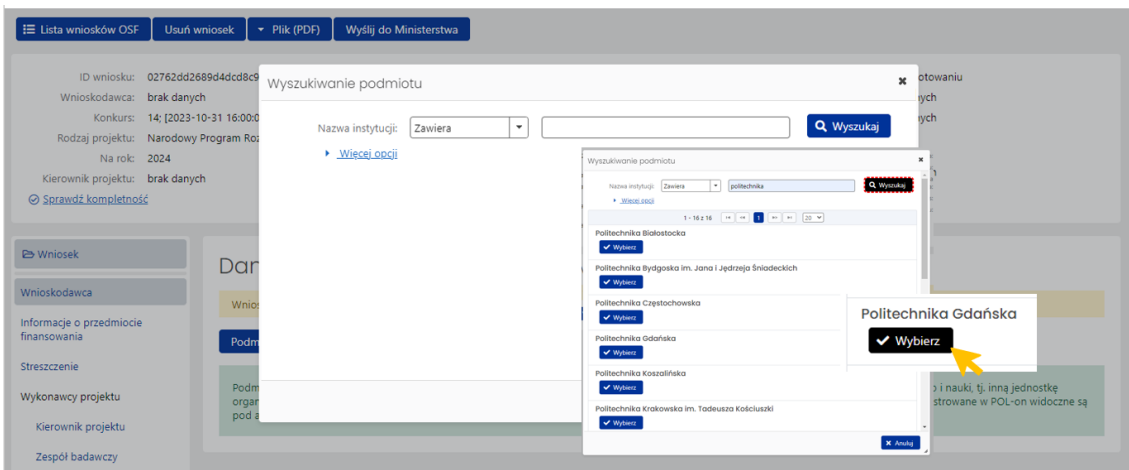 Lista wniosków OSF
Usuń wniosek
Plik (PDF)
Wyślij do Ministerstwa
ID wniosku: 02762dd2689d4dcd8c9
Wnioskodawca: brak danych
Konkurs: 14; [2023-10-31 16:00:0
Rodzaj projektu: Narodowy Program Roz
Na rok: 2024
Kierownik projektu: brak danych
Sprawdź kompletność
otowaniu
ych
ych
Wyszukiwanie podmiotu
Nazwa instytucji: Zawiera
Wyszukaj
Więcej opcji
Wyszukiwanie podmiotu
Nazwa instytucji: Zawiera politechnika Wyszukaj
Więcej opcji
1 - 16 z 16 1 20
Politechnika Białostocka
Wybierz
Politechnika Bydgoska im. Jana i Jędrzeja Śniadeckich
Wybierz
Politechnika Częstochowska
Wybierz
Politechnika Gdańska
Wybierz
Politechnika Koszalińska
Wybierz
Politechnika Krakowska im. Tadeusza Kościuszki
Wybierz
Anuluj
Politechnika Gdańska
Wybierz
Wniosek
Wnioskodawca
Informacje o przedmiocie
finansowania
Streszczenie
Wykonawcy projektu
Kierownik projektu
Zespół badawczy
Dan
Wnios
Podm
Podm
organ
pod a
o i nauki, tj. inną jednostkę
strowane w POL-on widoczne są